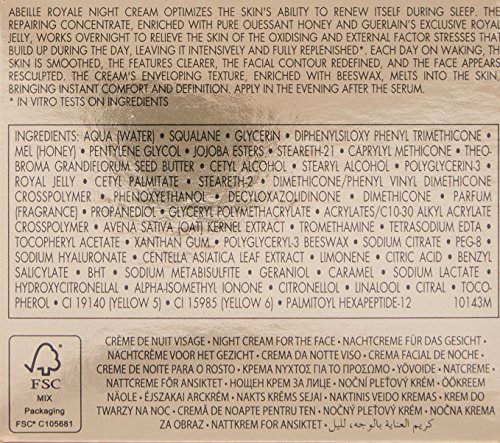 ABEILLE ROYALE NIGHT CREAM OPTIMIZES THE SKIN'S ABILITY TO RENEW ITSELF DURING SLEEP. THE
REPAIRING CONCENTRATE, ENRICHED WITH PURE OUESSANT HONEY AND GUERLAIN'S EXCLUSIVE ROYAL
JELLY, WORKS OVERNIGHT TO RELIEVE THE SKIN OF THE OXIDISING AND EXTERNAL FACTOR STRESSES THAT
BUILD UP DURING THE DAY, LEAVING IT INTENSIVELY AND FULLY REPLENISHED*. EACH DAY ON WAKING, THE
SKIN IS SMOOTHED, THE FEATURES CLEARER, THE FACIAL CONTOUR REDEFINED, AND THE FACE APPEARS
RESCULPTED. THE CREAM'S ENVELOPING TEXTURE, ENRICHED WITH BEESWAX, MELTS INTO THE SKIN,
BRINGING INSTANT COMFORT AND DEFINITION. APPLY IN THE EVENING AFTER THE SERUM.
* IN VITRO TESTS ON INGREDIENTS
INGREDIENTS: AQUA (WATER) • SQUALANE • GLYCERIN • DIPHENYLSILOXY PHENYL TRIMETHICONE •
MEL (HONEY) • PENTYLENE GLYCOL • JOJOBA ESTERS • STEARETH-21 • CAPRYLYL METHICONE • THEO-
BROMA GRANDIFLORUM SEED BUTTER • CETYL ALCOHOL • STEARYL ALCOHOL • POLYGLYCERIN-3
• ROYAL JELLY • CETYL PALMITATE • STEARETH-2 • DIMETHICONE/PHENYL VINYL DIMETHICONE
CROSSPOLYMER • PHENOXYETHANOL • DECYLOXAZOLIDINONE • DIMETHICONE • PARFUM
(FRAGRANCE) • PROPANEDIOL • GLYCERYL POLYMETHACRYLATE • ACRYLATES/C10-30 ALKYL ACRYLATE
CROSSPOLYMER • AVENA SATIVA (OAT) KERNEL EXTRACT • TROMETHAMINE • TETRASODIUM EDTA •
TOCOPHERYL ACETATE • XANTHAN GUM • POLYGLYCERYL-3 BEESWAX • SODIUM CITRATE • PEG-8
• SODIUM HYALURONATE • CENTELLA ASIATICA LEAF EXTRACT • LIMONENE • CITRIC ACID • BENZYL
SALICYLATE • BHT • SODIUM METABISULFITE • GERANIOL • CARAMEL • SODIUM LACTATE •
HYDROXYCITRONELLAL • ALPHA-ISOMETHYL IONONE • CITRONELLOL • LINALOOL • CITRAL • TOCO-
PHEROL • CI 19140 (YELLOW 5) • CI 15985 (YELLOW 6) • PALMITOYL HEXAPEPTIDE-12 10143M
FSC
MIX
Packaging
FSC® C105681
CRÈME DE NUIT VISAGE • NIGHT CREAM FOR THE FACE • NACHTCREME FÜR DAS GESICHT •
NACHTCRÈME VOOR HET GEZICHT • CREMA DA NOTTE VISO • CREMA FACIAL DE NOCHE •
CREME DE NOITE PARA O ROSTO • ΚΡΕΜΑ ΝΥΧΤΟΣ ΓΙΑ ΤΟ ΠΡΟΣΩΠΟ • YÖVOIDE • NATCREME •
NATTCREME FOR ANSIKTET • НОЩЕН КРЕМ ЗА ЛИЦЕ • NOČNÍ PLEŤOVÝ KRÉM • ÖÖKREEM
NÄOLE • ÉJSZAKAI ARCKRÉM • NAKTS KRĒMS SEJAI • NAKTINIS VEIDO KREMAS • KREM DO
TWARZY NA NOC • CREMĂ DE NOAPTE PENTRU TEN • NOČNÝ PLEŤOVÝ KRÉM • NOĆNA KREMA
ZA OBRAZ • NATTKREM FOR ANSIKTET • كريم العناية بالوجه، لليل